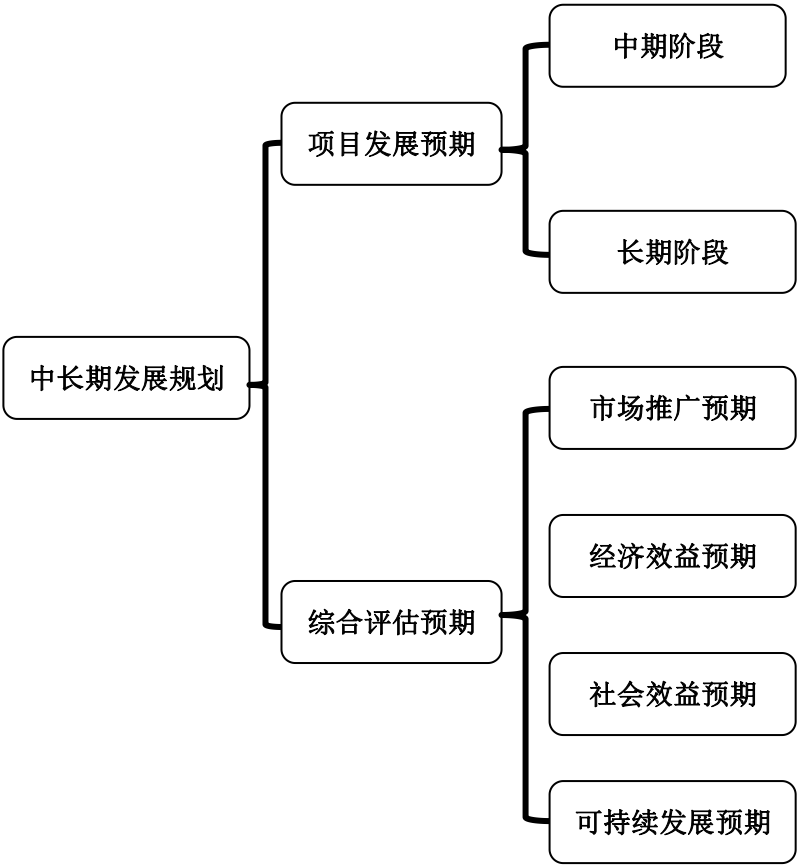 中长期发展规划
项目发展预期
中期阶段
长期阶段
综合评估预期
市场推广预期
经济效益预期
社会效益预期
可持续发展预期